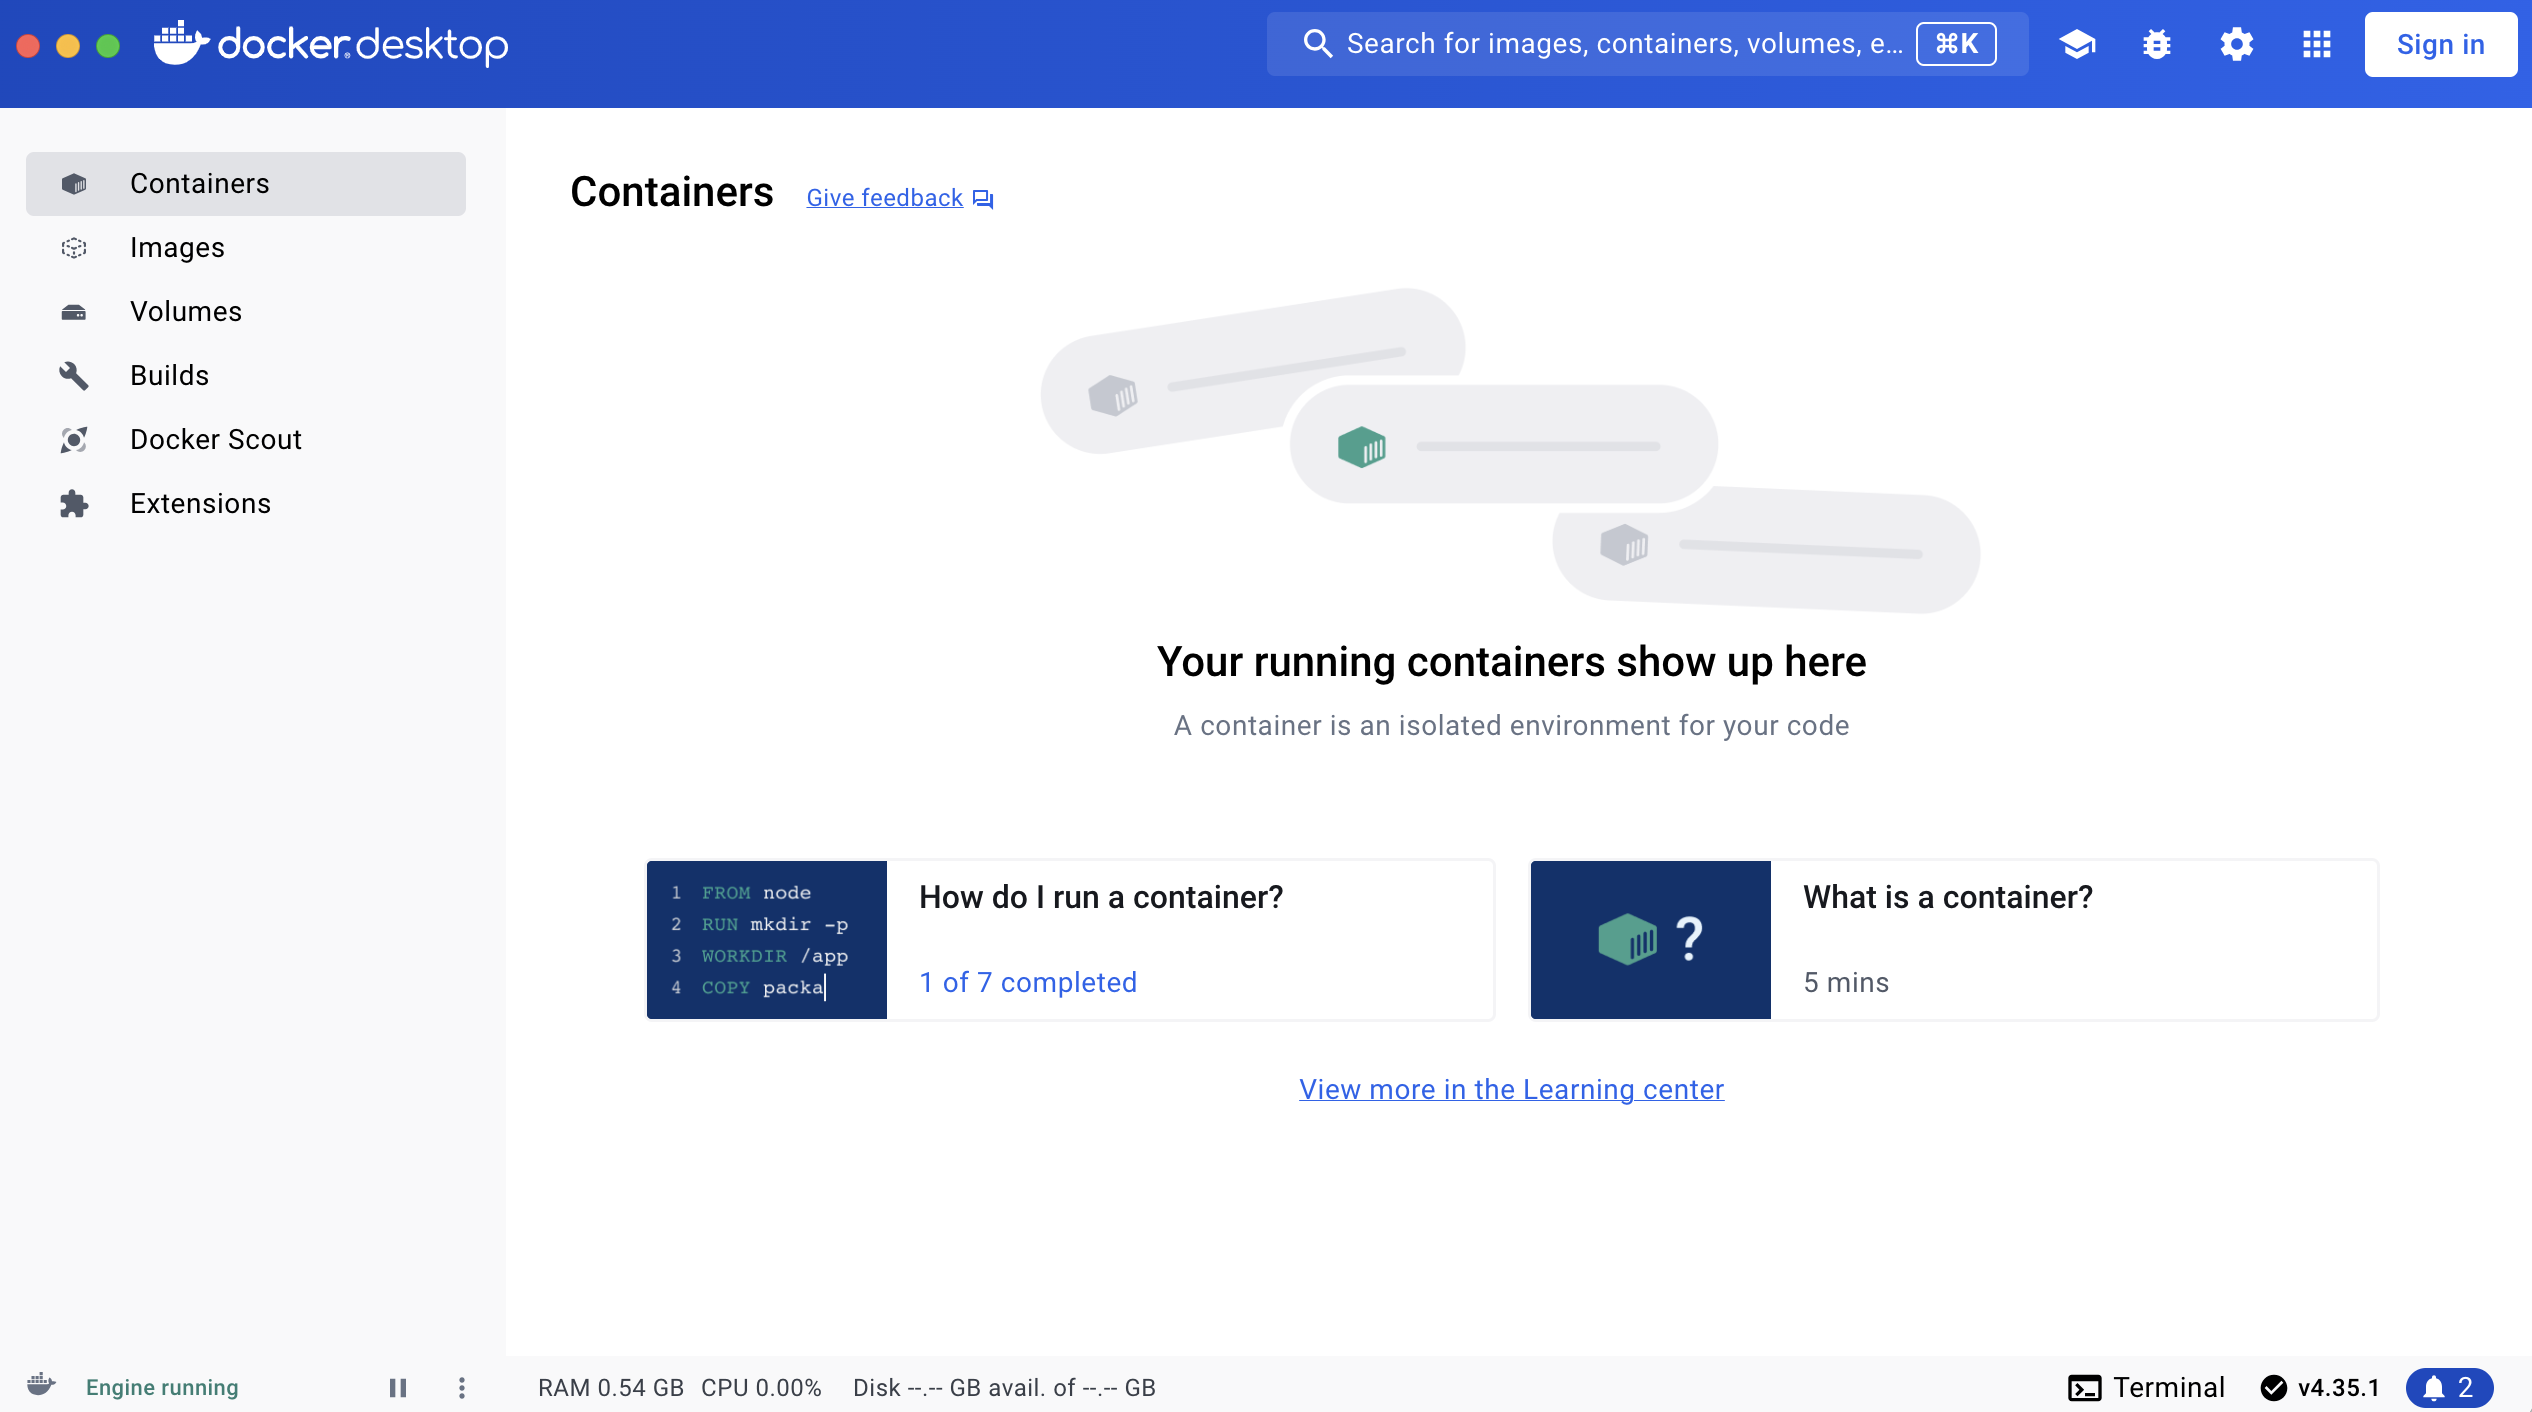 docker desktop
Search for images, containers, volumes, e... ⌘K
Sign in
Containers
Images
Volumes
Builds
Docker Scout
Extensions
Containers Give feedback
Your running containers show up here
A container is an isolated environment for your code
1 FROM node
2 RUN mkdir -p
3 WORKDIR /app
4 COPY packa
How do I run a container?
1 of 7 completed
?
What is a container?
5 mins
View more in the Learning center
Engine running
RAM 0.54 GB CPU 0.00% Disk --.-- GB avail. of --.-- GB
Terminal v4.35.1 2